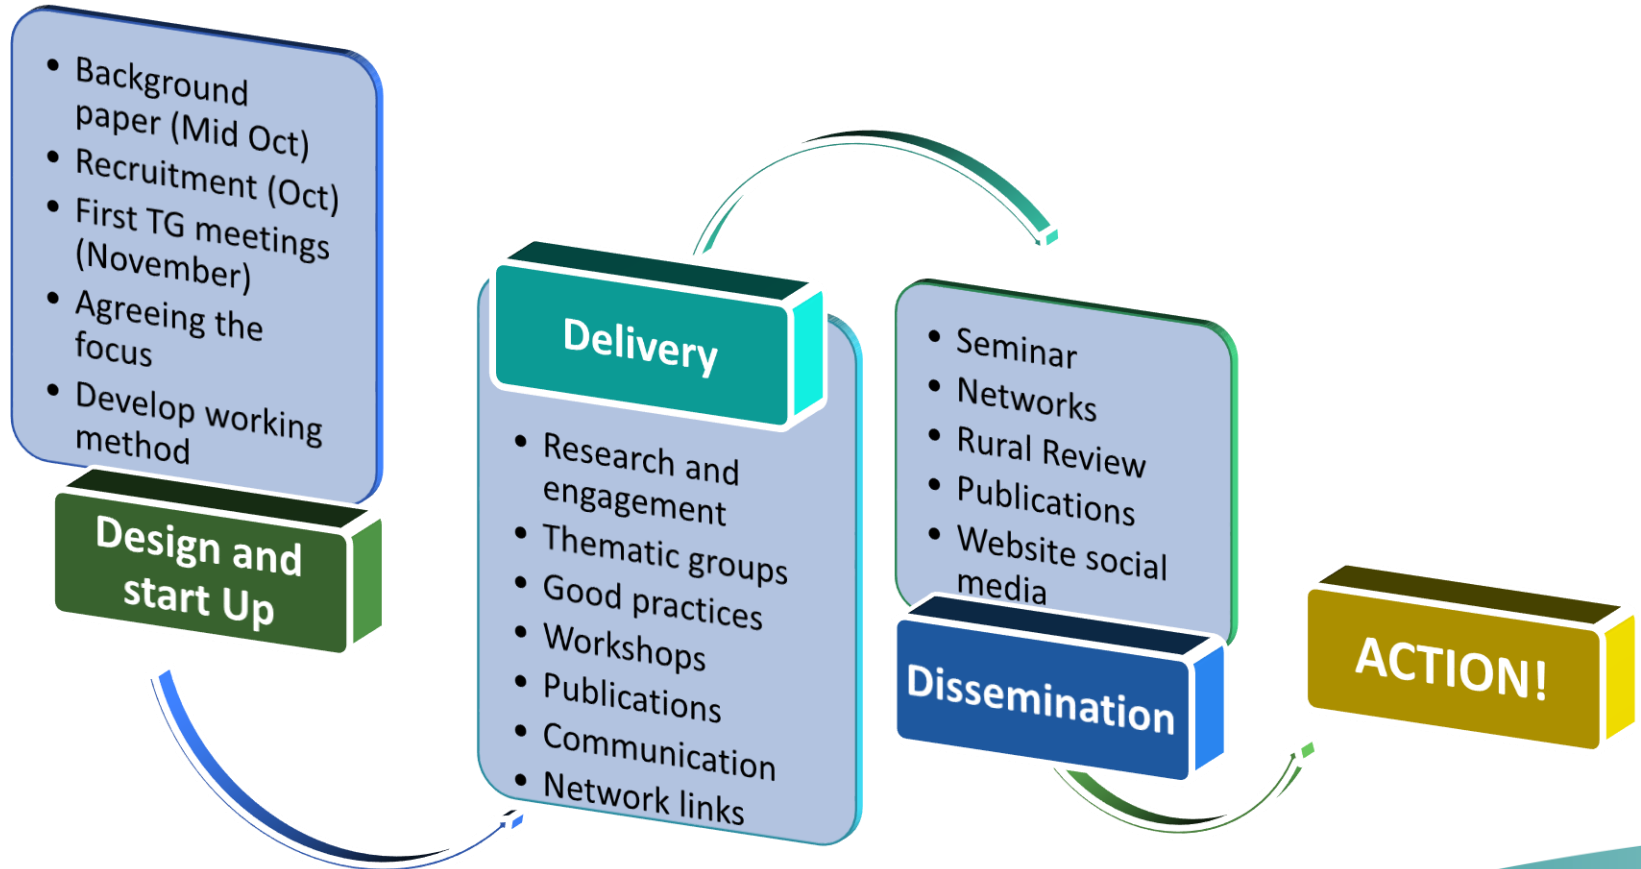 • Background
paper (Mid Oct)
• Recruitment (Oct)
• First TG meetings
(November)
• Agreeing the
focus
• Develop working
method
Design and
start Up
Delivery
• Research and
engagement
• Thematic groups
• Good practices
• Workshops
• Publications
• Communication
• Network links
• Seminar
• Networks
• Rural Review
• Publications
• Website social
media
Dissemination
ACTION!